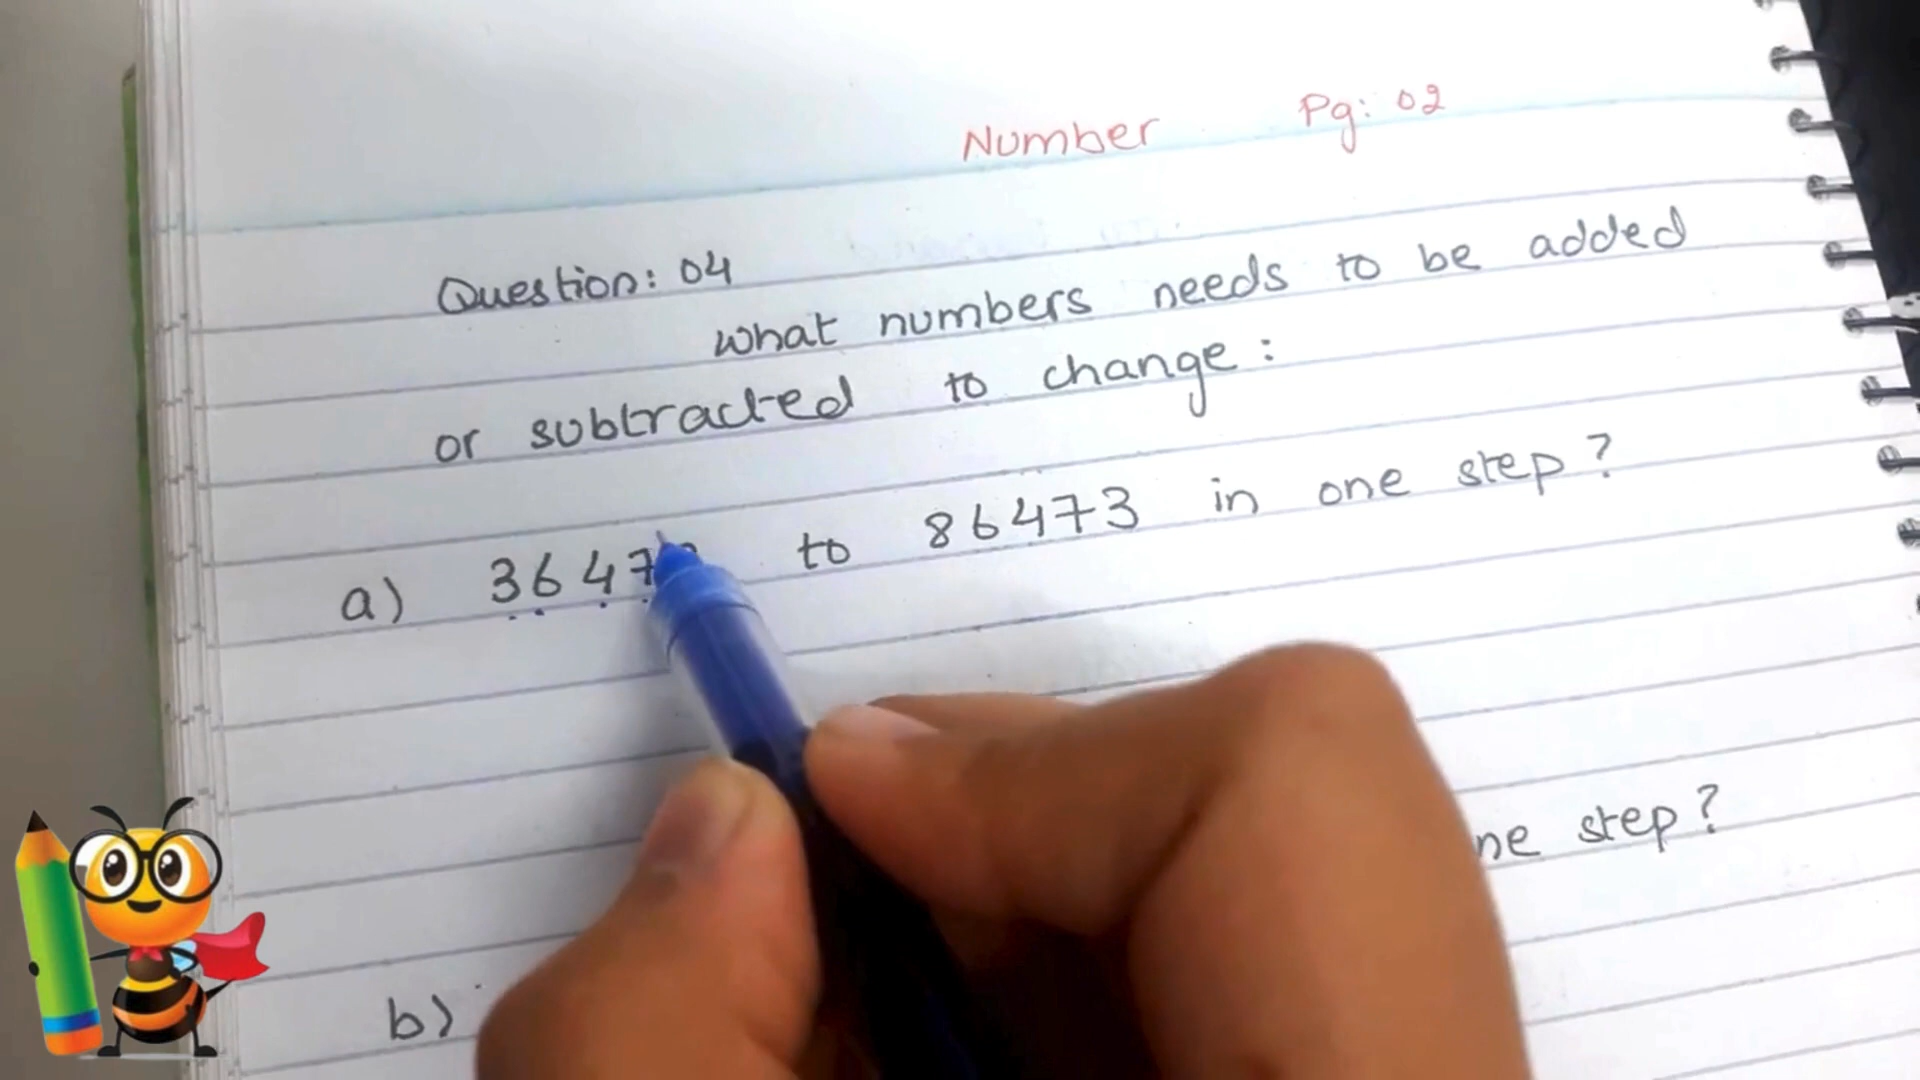 Number Pg: 02
Question: 04
What numbers needs to be added
or subtracted to change:
a) 3647 to 86473 in one step?
ne step?
b)